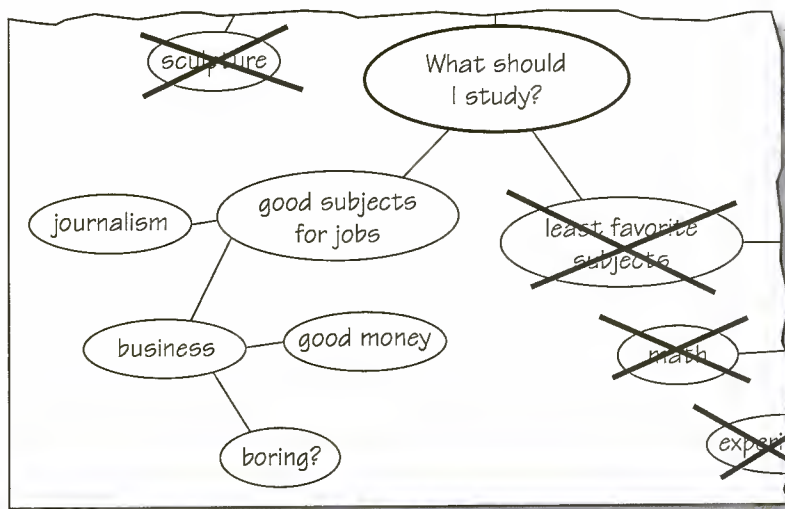 sculpture
What should
I study?
journalism
good subjects
for jobs
least favorite
subjects
business
good money
math
boring?